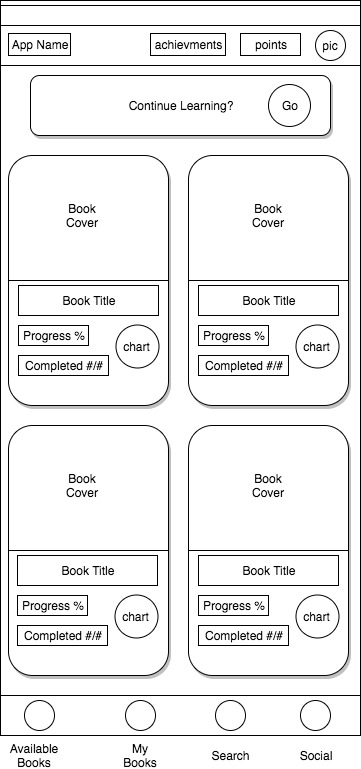 App Name
achievments
points
pic
Continue Learning?
Go
Book
Cover
Book
Cover
Book Title
Book Title
Progress %
chart
Completed #/#
Progress %
chart
Completed #/#
Book
Cover
Book
Cover
Book Title
Book Title
Progress %
chart
Completed #/#
Progress %
chart
Completed #/#
Available
Books
My
Books
Search
Social